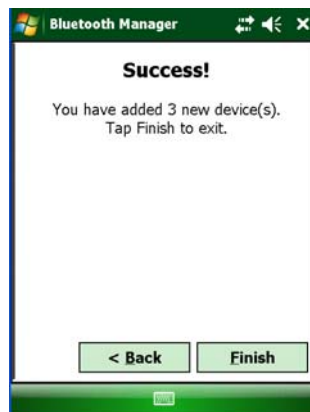 Bluetooth Manager
Success!
You have added 3 new device(s).
Tap Finish to exit.
< Back
Finish